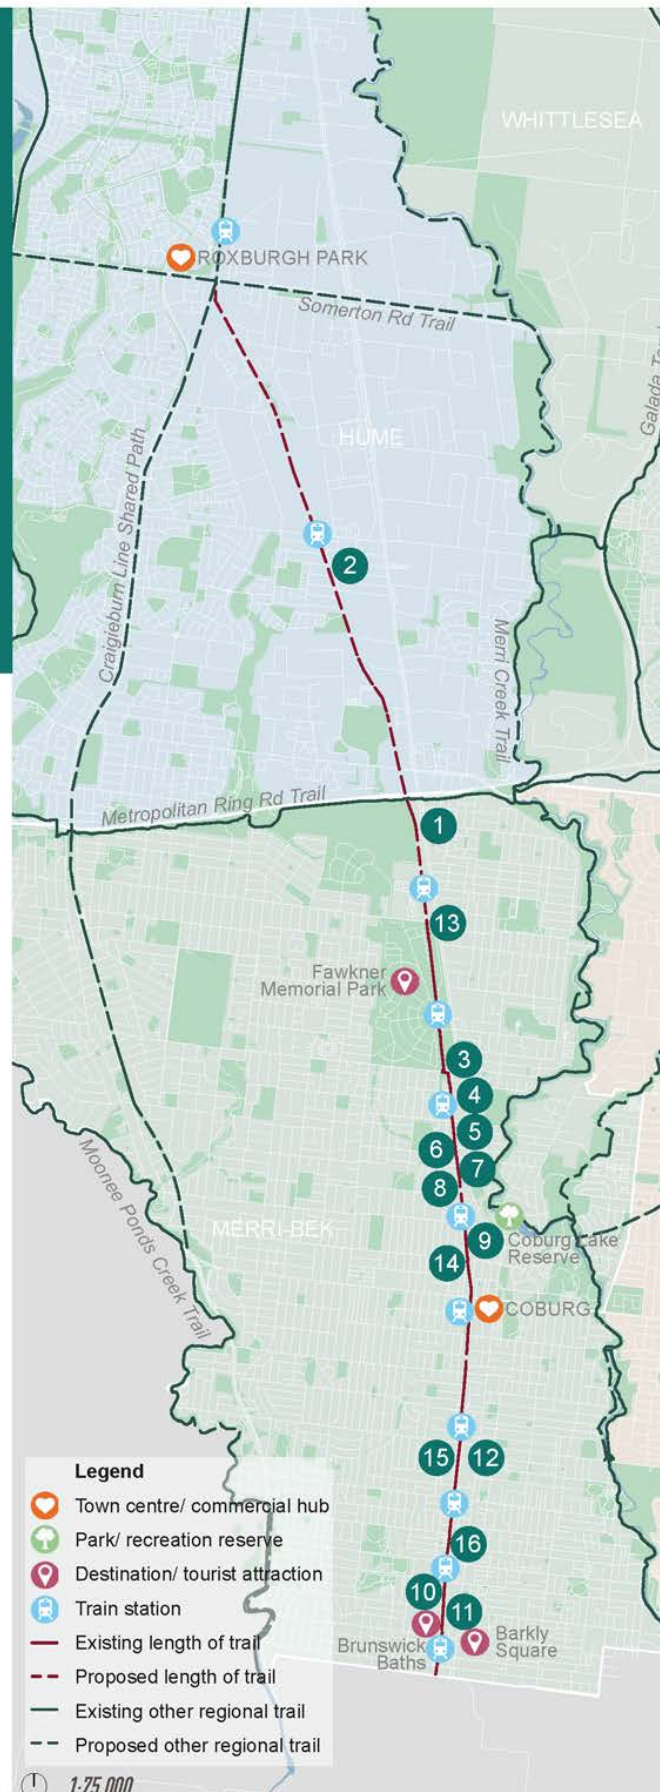 WHITTLESEA
ROXBURGH PARK
Somerton Rd Trail
Galada
HUME
Craigieburn Line Shared Path
2
Merri Creek Trail
Metropolitan Ring Rd Trail
1
13
Fawkner
Memorial Park
3
4
5
6
7
8
9
Coburg Lake
Reserve
14
MERRI-BEK
Moonee Ponds Creek Trail
COBURG
15
12
16
10
11
Brunswick
Baths
Barkly
Square
Legend
Town centre/ commercial hub
Park/ recreation reserve
Destination/ tourist attraction
Train station
Existing length of trail
Proposed length of trail
Existing other regional trail
Proposed other regional trail
1:75,000